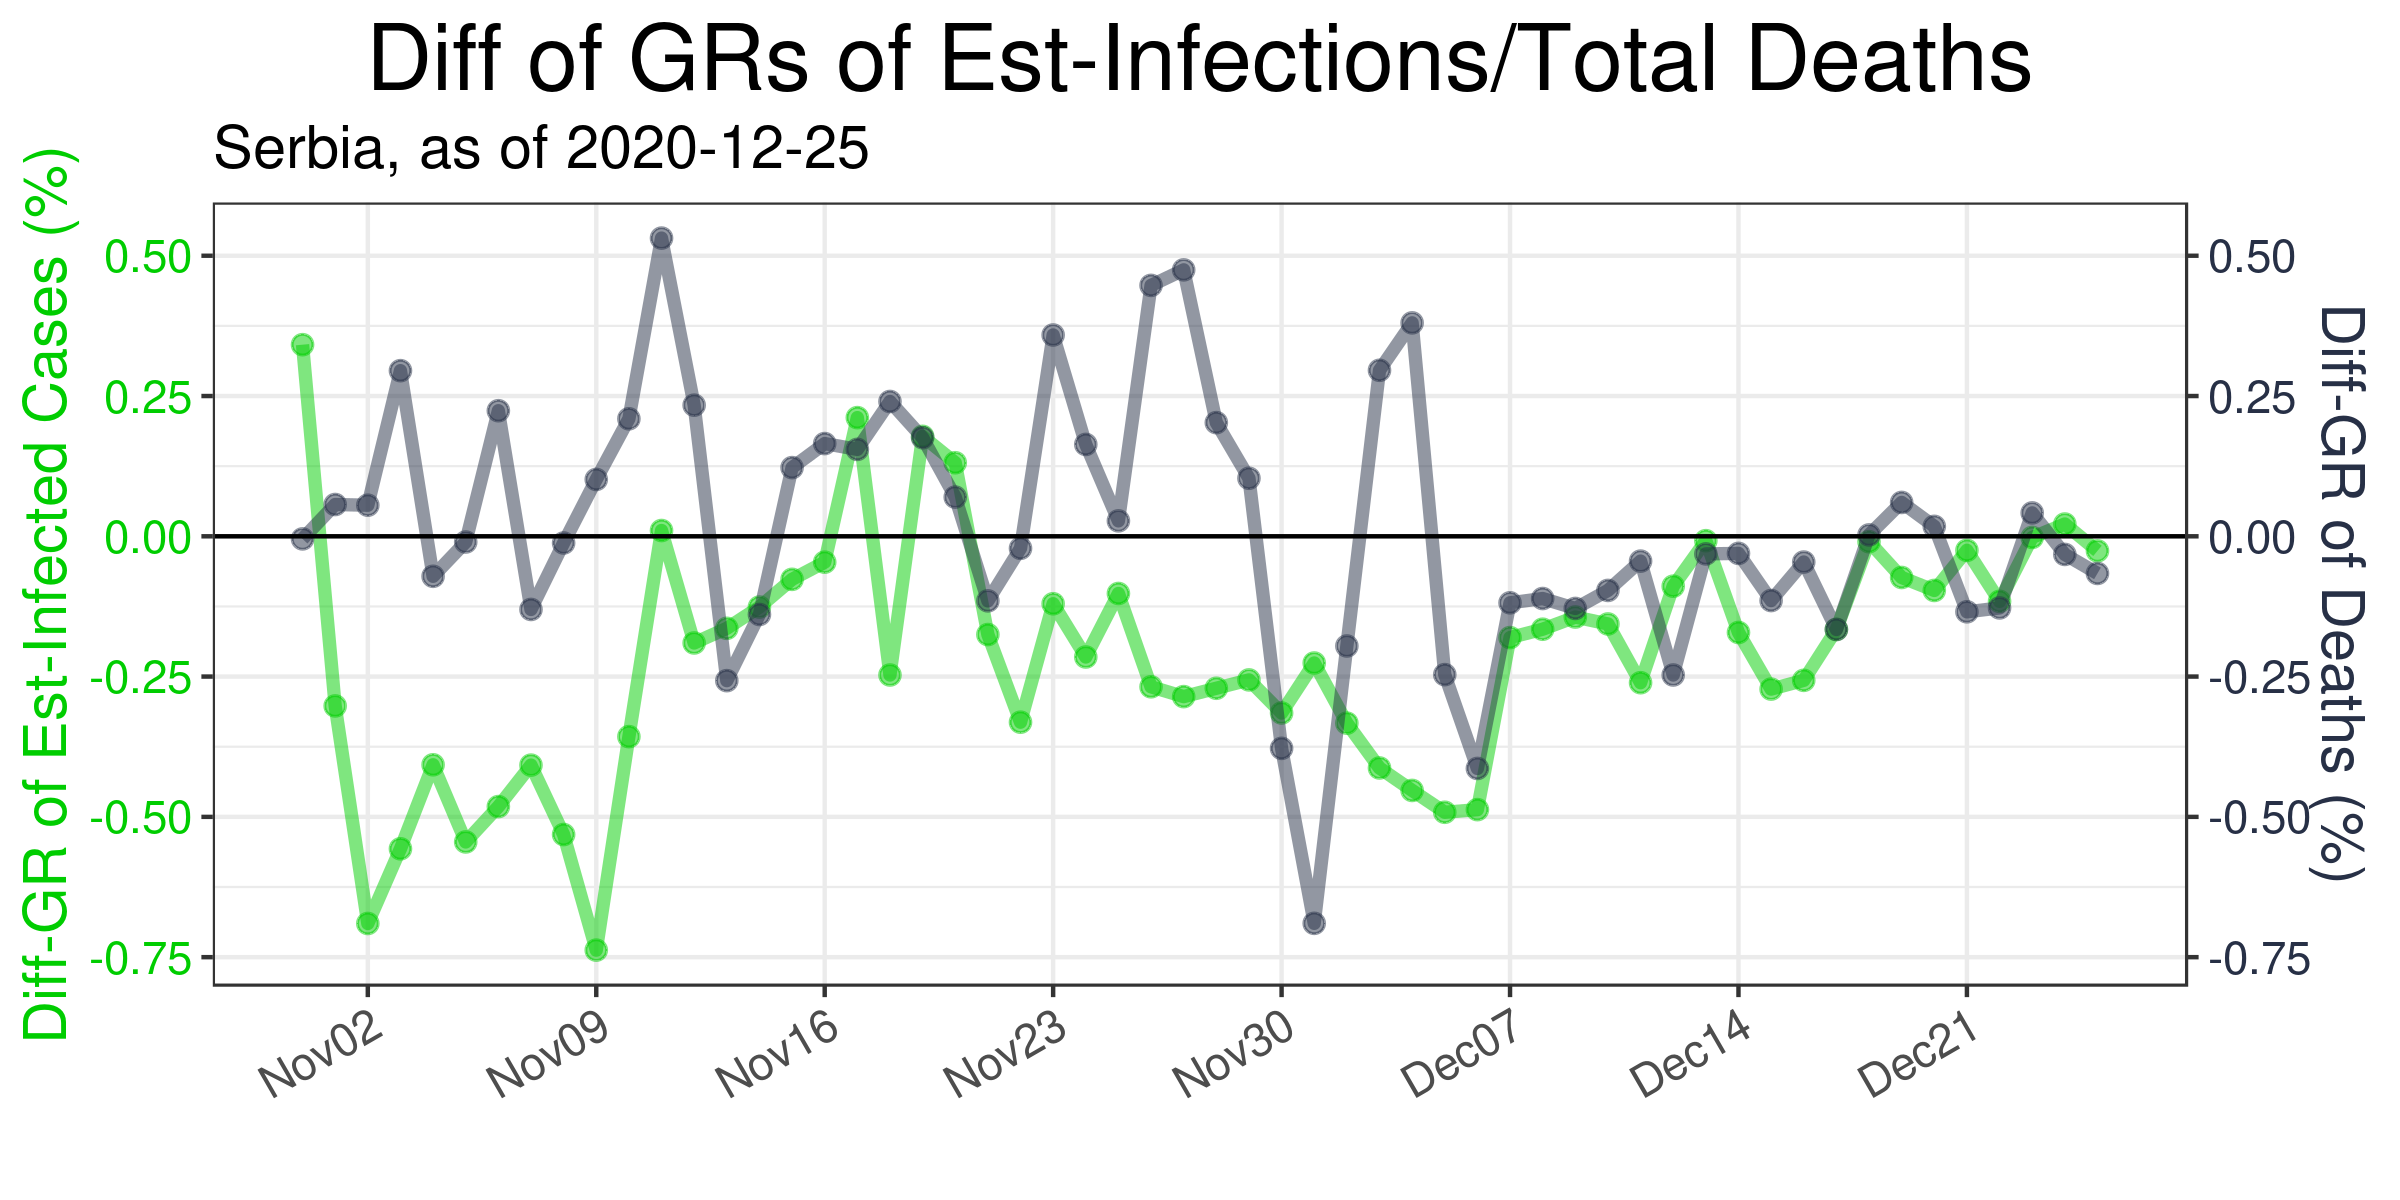 Diff of GRs of Est-Infections/Total Deaths
Serbia, as of 2020-12-25
Diff-GR of Est-Infected Cases (%)
0.50
0.25
0.00
-0.25
-0.50
-0.75
0.50
0.25
0.00
-0.25
-0.50
-0.75
Diff-GR of Deaths (%)
Nov02
Nov09
Nov16
Nov23
Nov30
Dec07
Dec14
Dec21